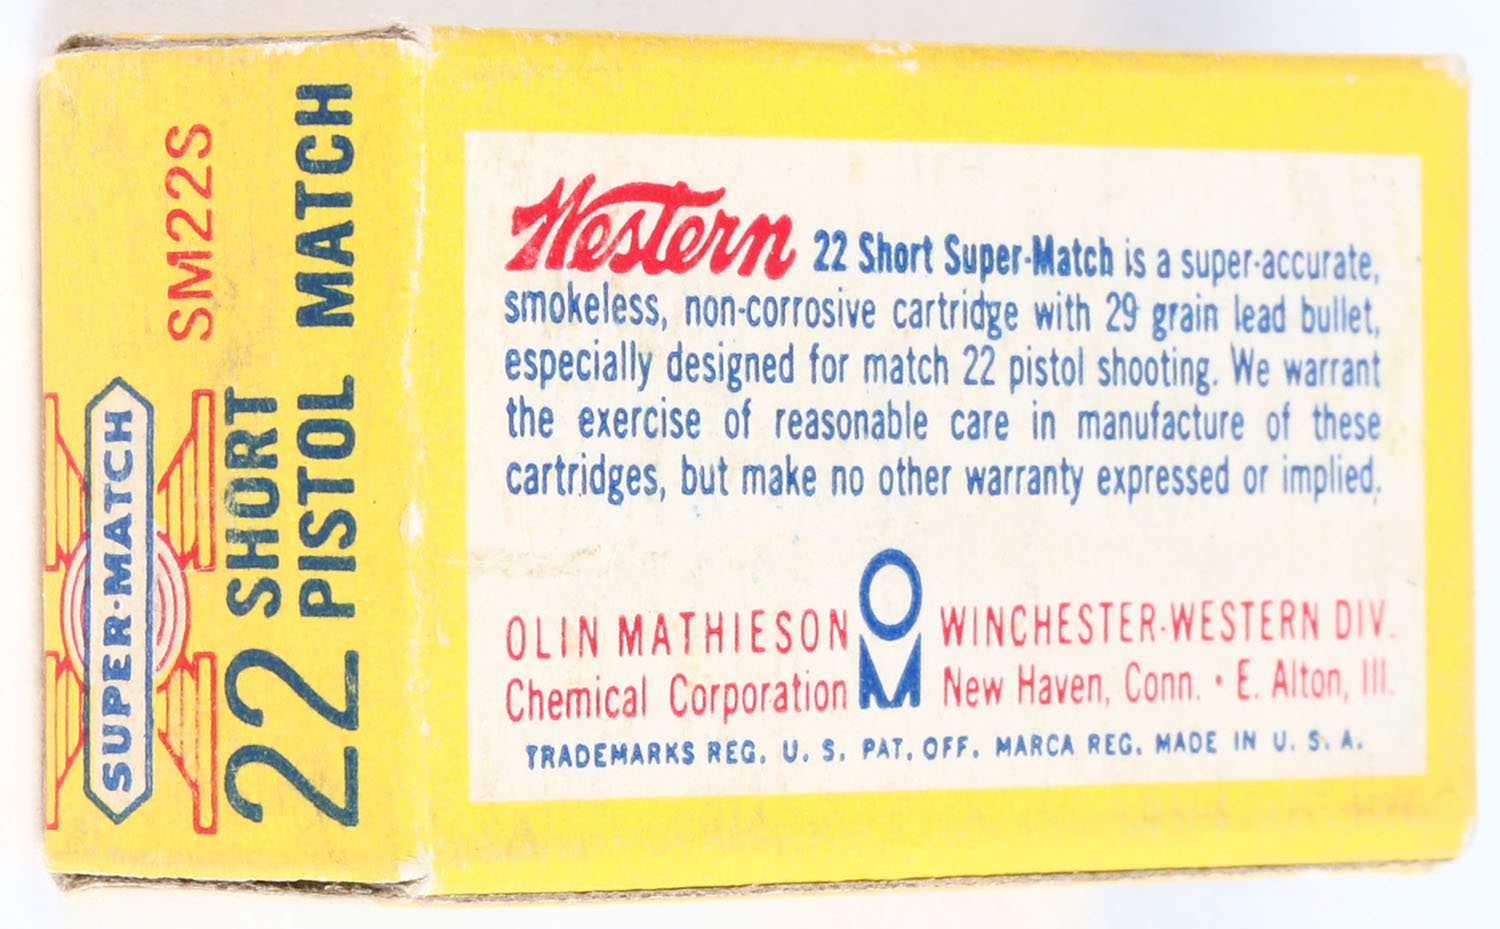 SUPER-MATCH
SM22S
22 SHORT
PISTOL MATCH
Western 22 Short Super-Match is a super-accurate,
smokeless, non-corrosive cartridge with 29 grain lead bullet,
especially designed for match 22 pistol shooting. We warrant
the exercise of reasonable care in manufacture of these
cartridges, but make no other warranty expressed or implied.
OLIN MATHIESON
Chemical Corporation
OM
WINCHESTER-WESTERN DIV.
New Haven, Conn. • E. Alton, Ill.
TRADEMARKS REG. U. S. PAT. OFF. MARCA REG. MADE IN U. S. A.